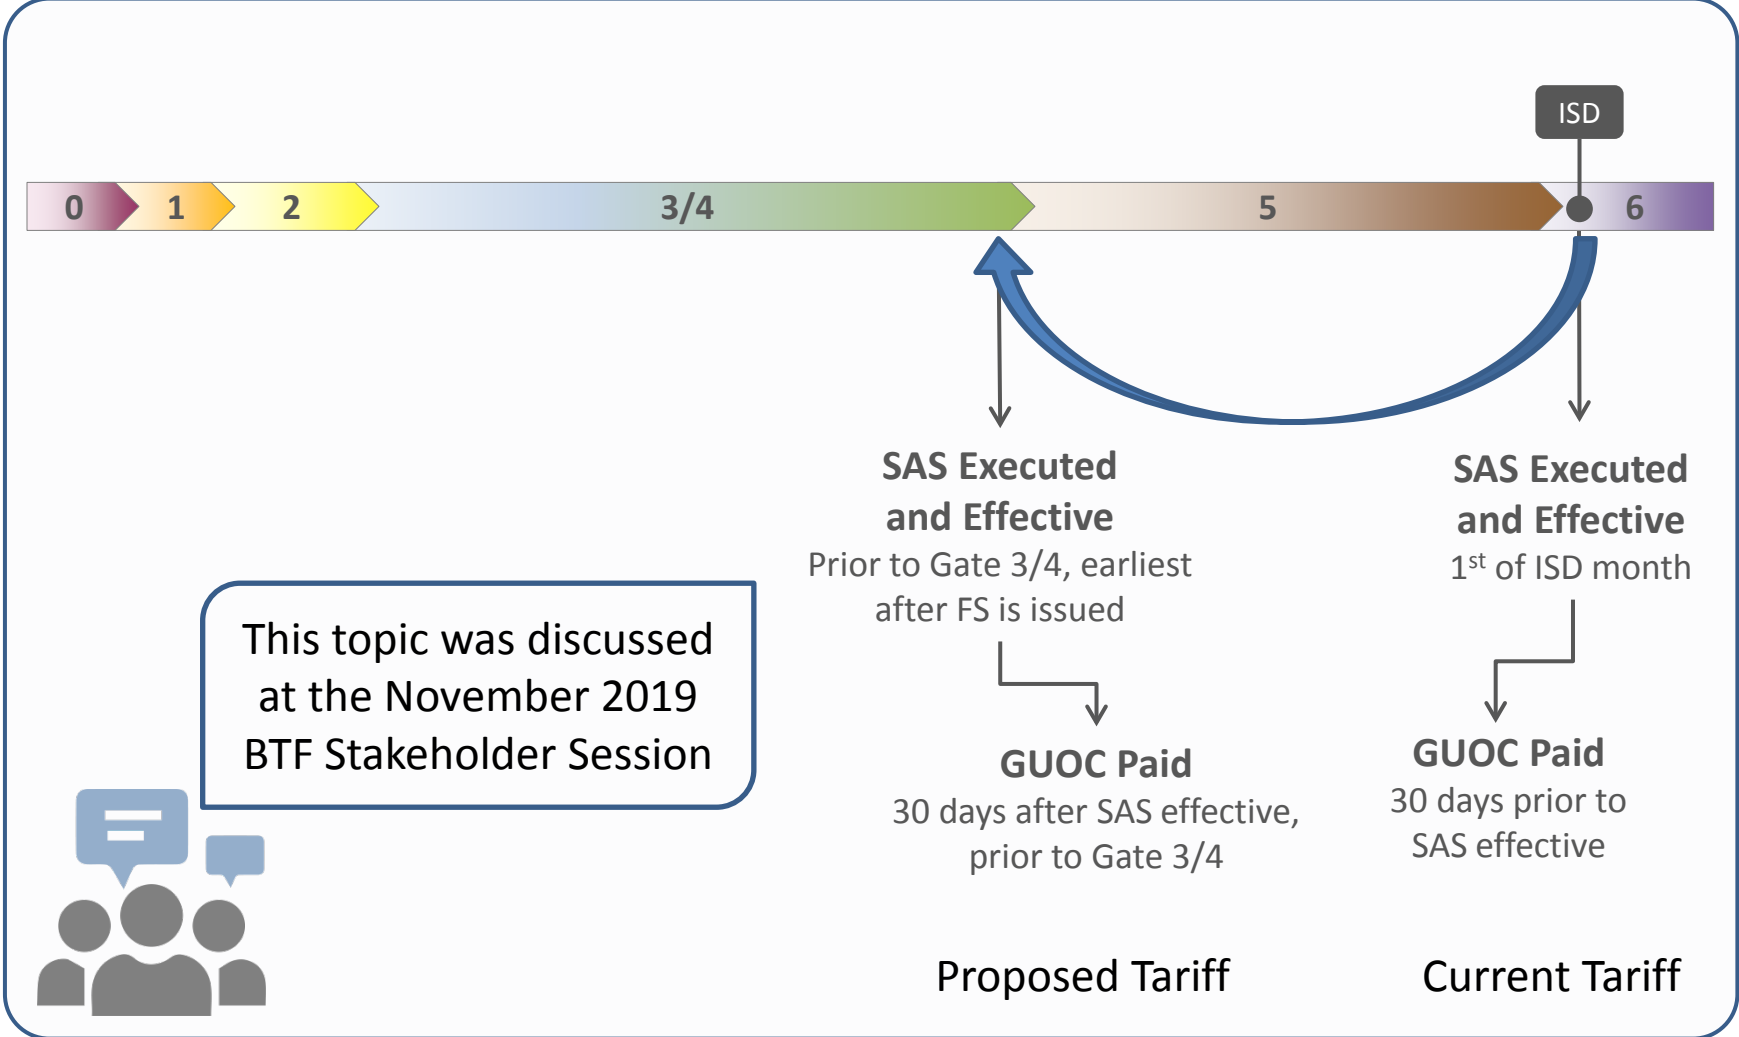 ISD
0
1
2
3/4
5
6
SAS Executed
and Effective
Prior to Gate 3/4, earliest
after FS is issued
GUOC Paid
30 days after SAS effective,
prior to Gate 3/4
Proposed Tariff
SAS Executed
and Effective
1st of ISD month
GUOC Paid
30 days prior to
SAS effective
Current Tariff
This topic was discussed
at the November 2019
BTF Stakeholder Session